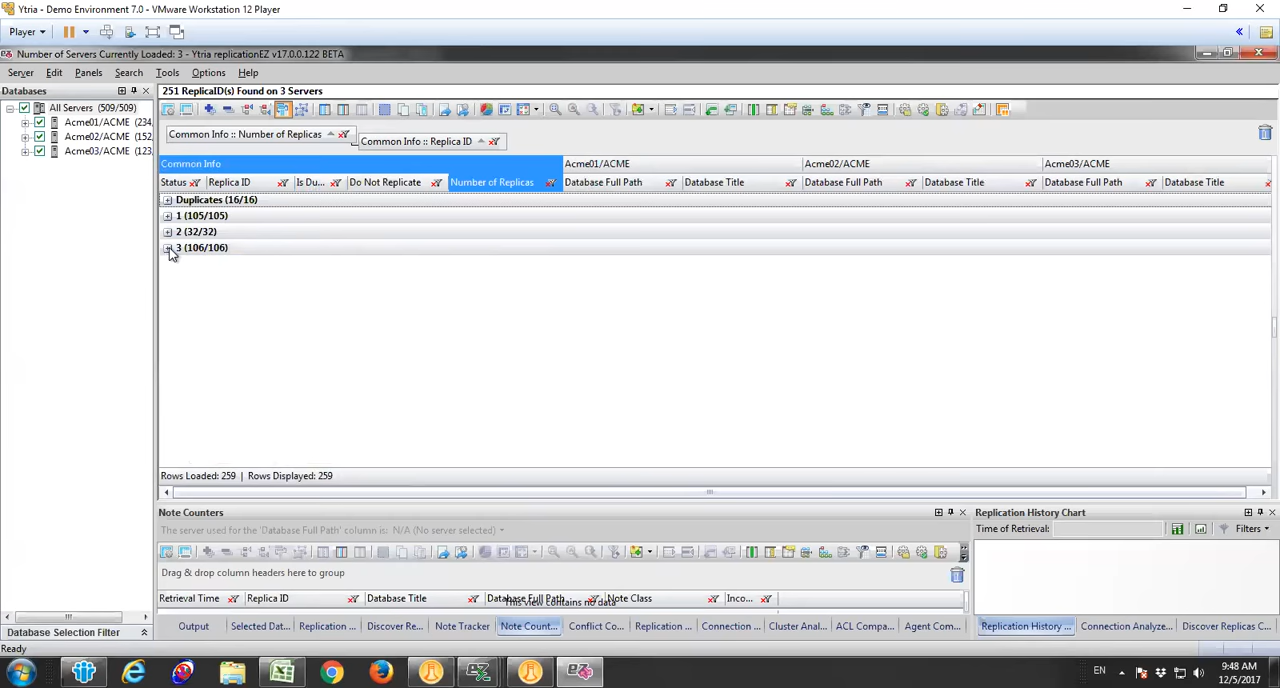 Ytria - Demo Environment 7.0 - VMware Workstation 12 Player
Player
Number of Servers Currently Loaded: 3 - Ytria replicationEZ v17.0.0.122 BETA
Server Edit Panels Search Tools Options Help
Databases
251 ReplicaID(s) Found on 3 Servers
All Servers (509/509)
Acme01/ACME (234,
Acme02/ACME (152,
Acme03/ACME (123,
Common Info :: Number of Replicas
Common Info :: Replica ID
Common Info Acme01/ACME Acme02/ACME Acme03/ACME
Status Replica ID Is Du... Do Not Replicate Number of Replicas Database Full Path Database Title Database Full Path Database Title Database Full Path Database Title
Duplicates (16/16)
1 (105/105)
2 (32/32)
3 (106/106)
Rows Loaded: 259 | Rows Displayed: 259
Note Counters
The server used for the 'Database Full Path' column is: N/A (No server selected)
Drag & drop column headers here to group
Retrieval Time Replica ID Database Title Database Full Path Note Class Inco...
This view contains no data
Output Selected Dat... Replication ... Discover Re... Note Tracker Note Count... Conflict Co... Replication ... Connection ... Cluster Anal... ACL Compa... Agent Com...
Replication History Chart
Time of Retrieval: Filters
Replication History ... Connection Analyze... Discover Replicas C...
Database Selection Filter
Ready
EN
9:48 AM
12/5/2017